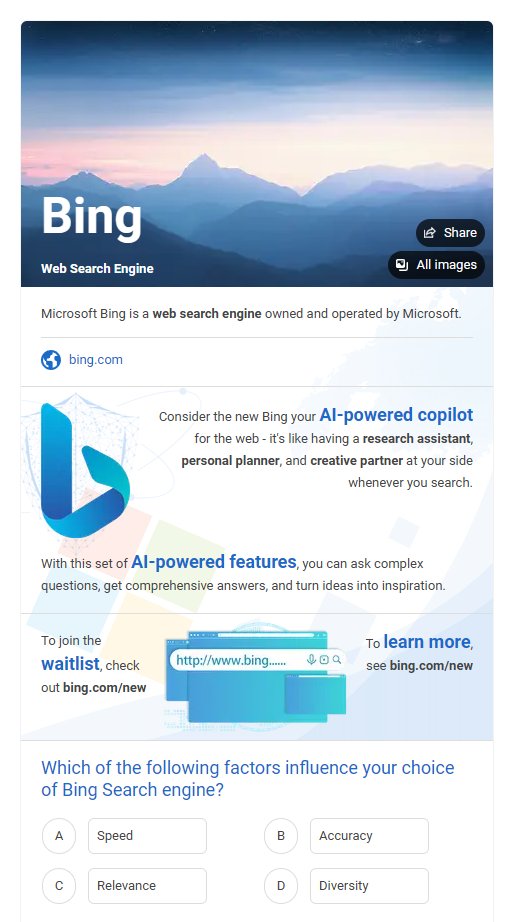 Bing
Share
Web Search Engine
All images
Microsoft Bing is a web search engine owned and operated by Microsoft.
bing.com
Consider the new Bing your AI-powered copilot
for the web - it's like having a research assistant,
personal planner, and creative partner at your side
whenever you search.
With this set of AI-powered features, you can ask complex
questions, get comprehensive answers, and turn ideas into inspiration.
To join the
waitlist, check
out bing.com/new
http://www.bing......
To learn more,
see bing.com/new
Which of the following factors influence your choice
of Bing Search engine?
A Speed
B Accuracy
C Relevance
D Diversity